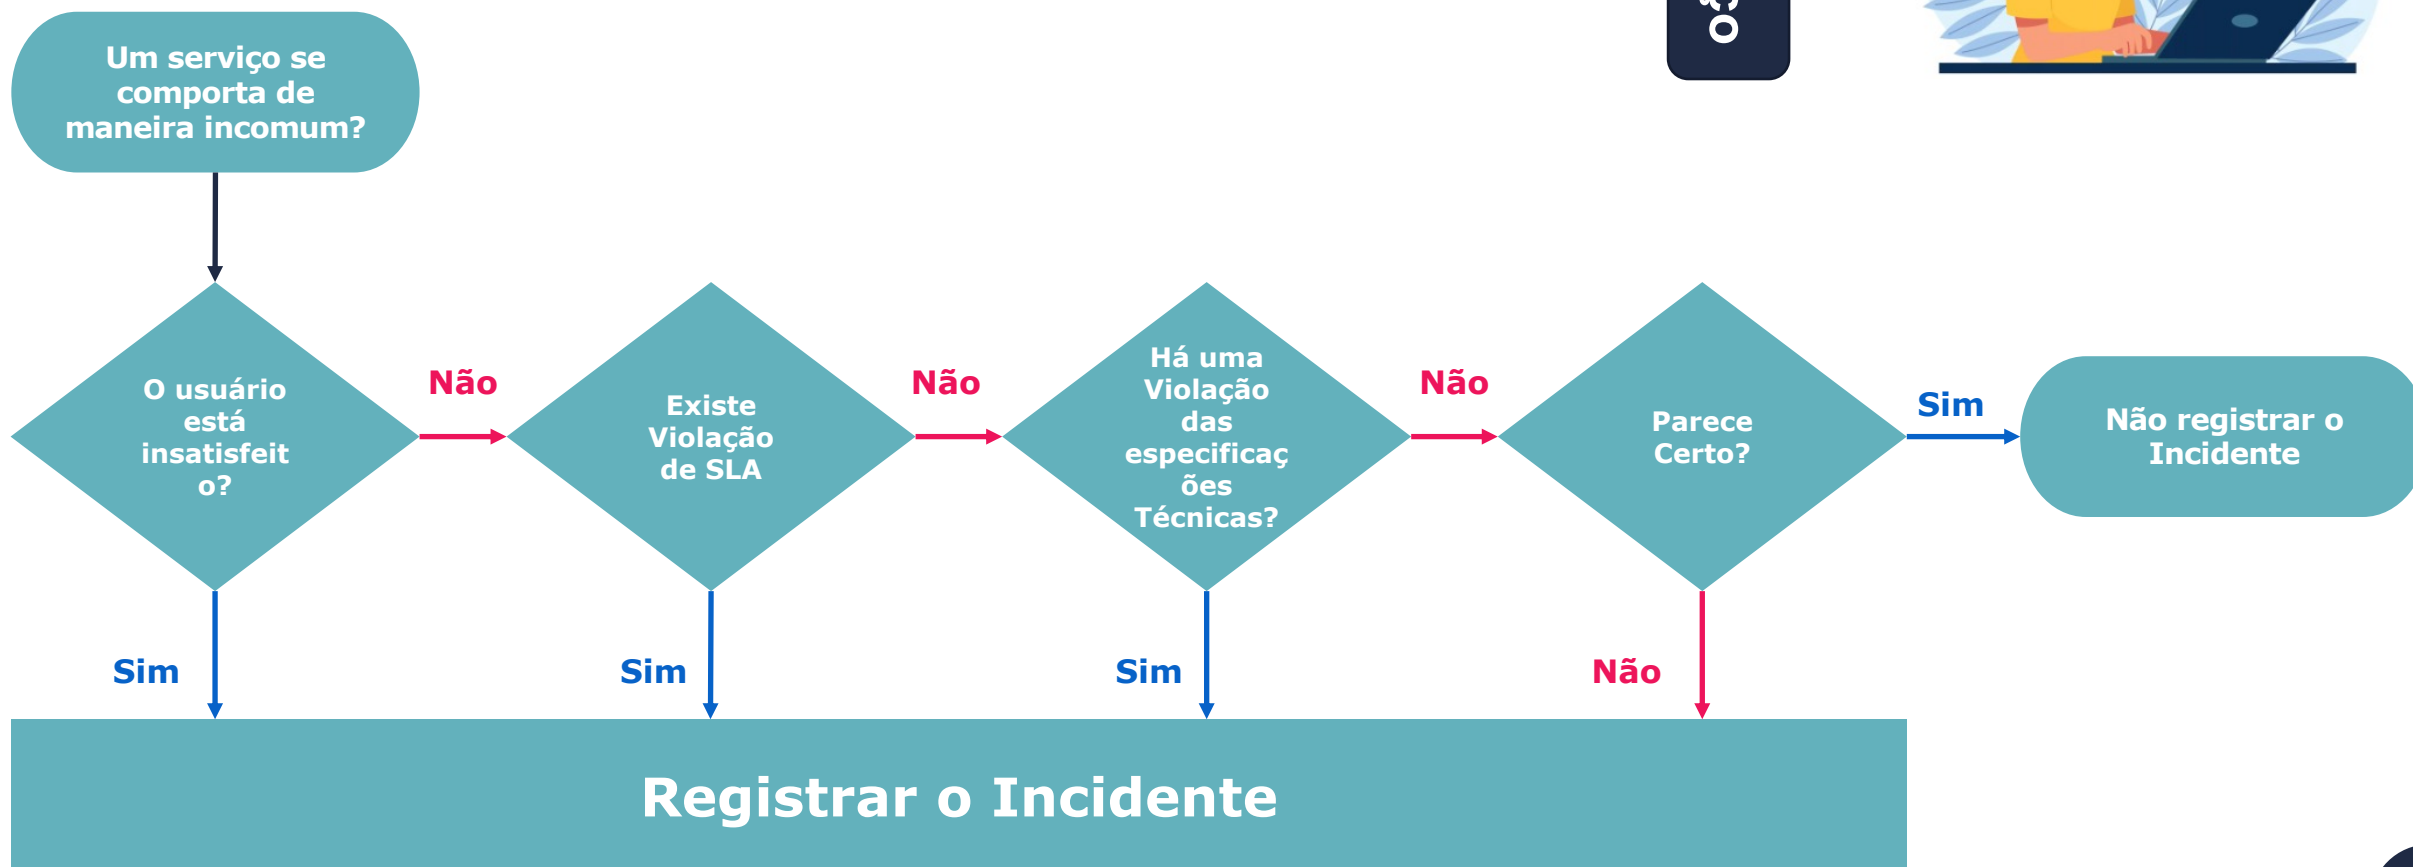 Um serviço se
comporta de
maneira incomum?
O usuário
está
insatisfeit
o?
Não
Existe
Violação
de SLA
Não
Há uma
Violação
das
especificaç
ões
Técnicas?
Não
Parece
Certo?
Sim
Não registrar o
Incidente
Sim
Sim
Sim
Não
Registrar o Incidente